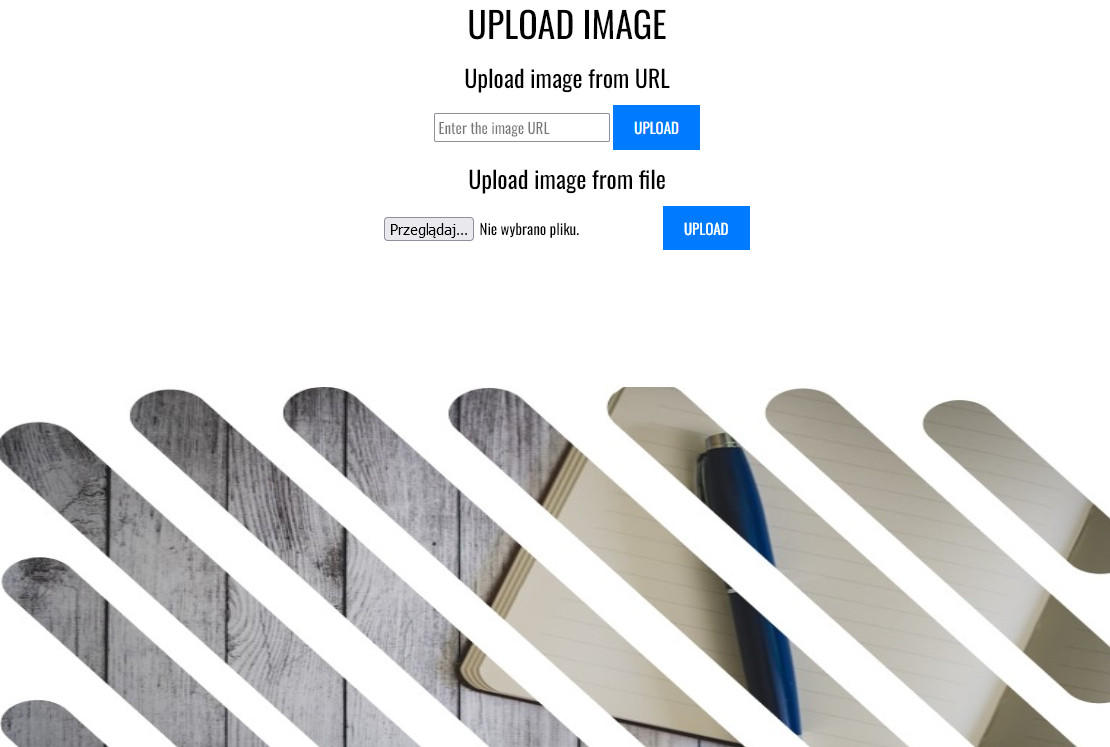 UPLOAD IMAGE
Upload image from URL
Enter the image URL UPLOAD
Upload image from file
Przeglądaj... Nie wybrano pliku. UPLOAD